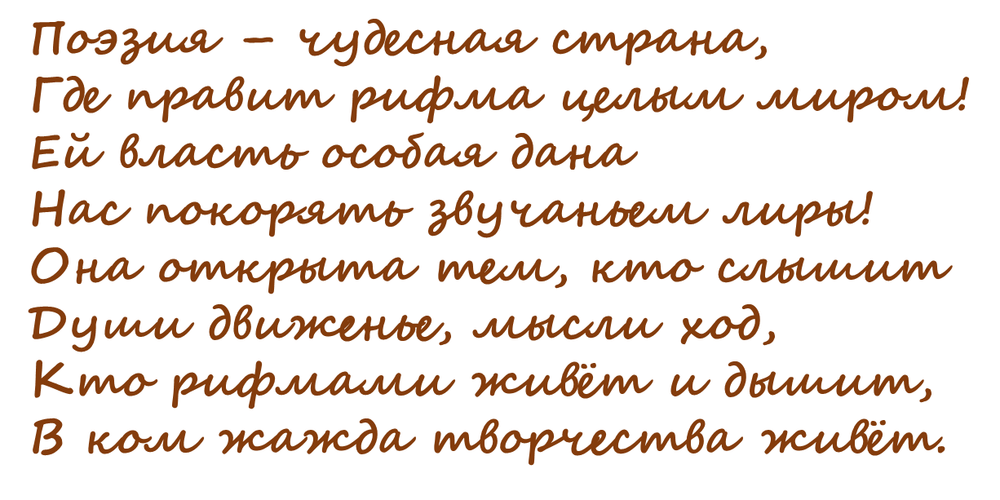 Поэзия – чудесная страна,
Где правит рифма целым миром!
Ей власть особая дана
Нас покорять звучаньем лиры!
Она открыта тем, кто слышит
Души движенье, мысли ход,
Кто рифмами живёт и дышит,
В ком жажда творчества живёт.